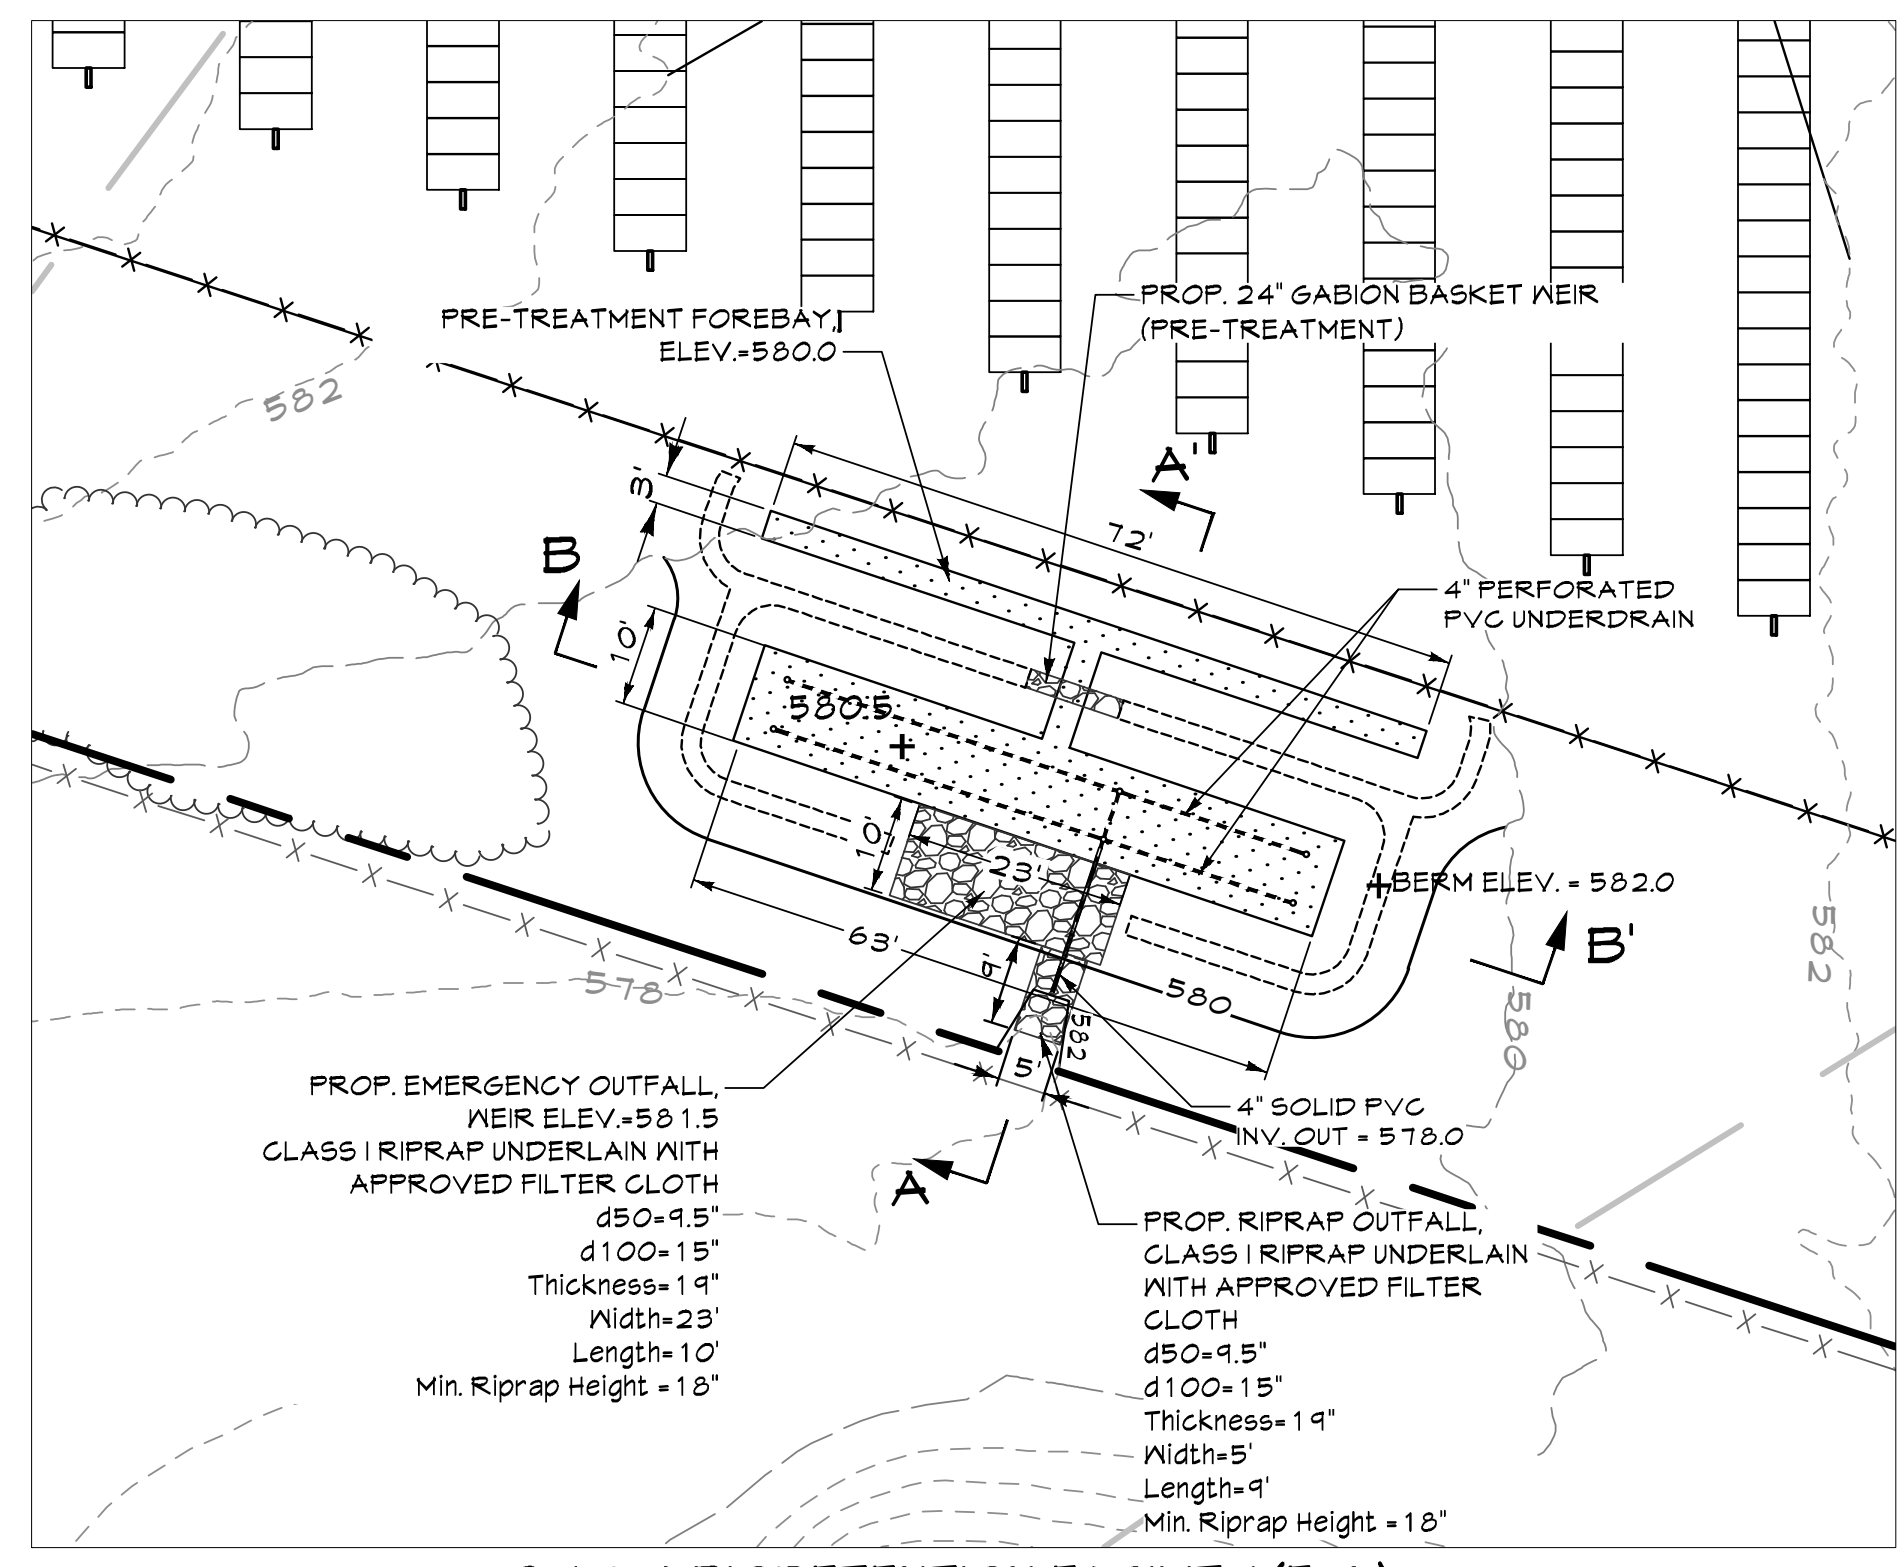 PROP. 24" GABION BASKET WEIR
(PRE-TREATMENT)
PRE-TREATMENT FOREBAY,
ELEV.=580.0
582
A'
3'
72'
B
4" PERFORATED
PVC UNDERDRAIN
10'
580.5
10'
23'
BERM ELEV. = 582.0
B'
63'
9'
580
578
582
580
582
5'
PROP. EMERGENCY OUTFALL,
WEIR ELEV.=581.5
CLASS I RIPRAP UNDERLAIN WITH
APPROVED FILTER CLOTH
d50=9.5"
d100=15"
Thickness=19"
Width=23'
Length=10'
Min. Riprap Height =18"
4" SOLID PVC
INV. OUT = 578.0
A
PROP. RIPRAP OUTFALL,
CLASS I RIPRAP UNDERLAIN
WITH APPROVED FILTER
CLOTH
d50=9.5"
d100=15"
Thickness=19"
Width=5'
Length=9'
Min. Riprap Height =18"